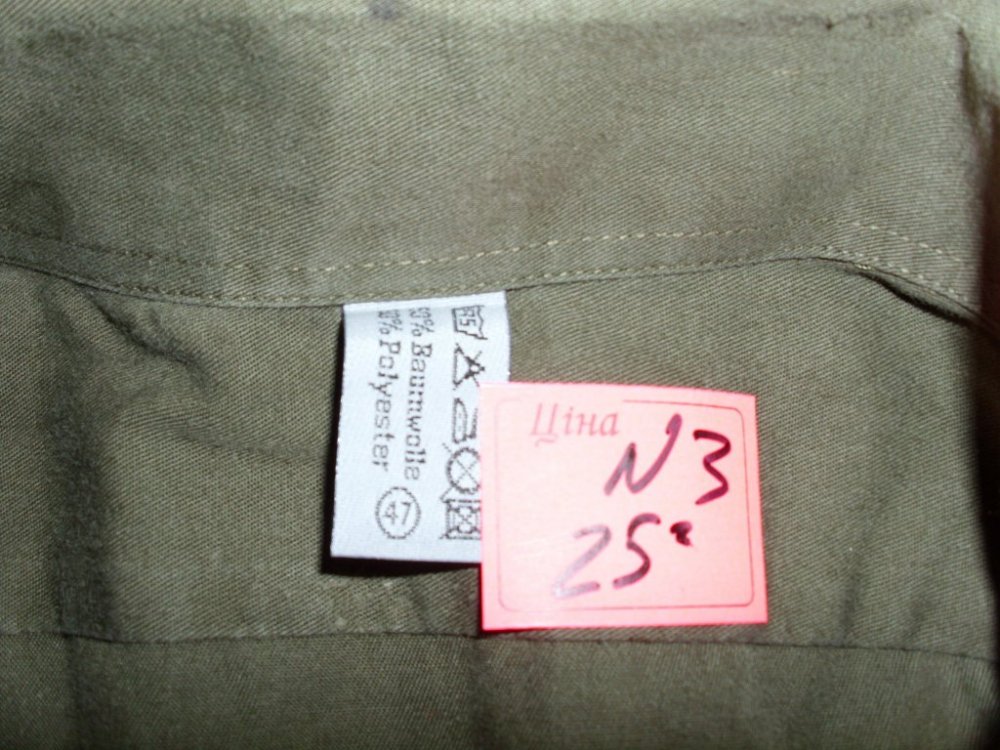 % Baumwolle
% Polyester
47
Ціна
N3
25